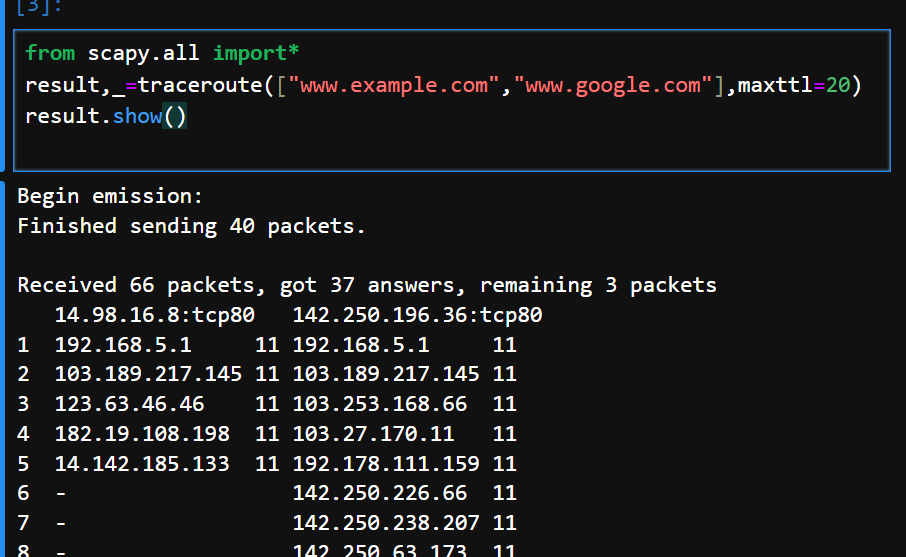 [3]:
from scapy.all import*
result,_=traceroute(["www.example.com","www.google.com"],maxttl=20)
result.show()
Begin emission:
Finished sending 40 packets.
Received 66 packets, got 37 answers, remaining 3 packets
14.98.16.8:tcp80 142.250.196.36:tcp80
1 192.168.5.1 11 192.168.5.1 11
2 103.189.217.145 11 103.189.217.145 11
3 123.63.46.46 11 103.253.168.66 11
4 182.19.108.198 11 103.27.170.11 11
5 14.142.185.133 11 192.178.111.159 11
6 - 142.250.226.66 11
7 - 142.250.238.207 11
8 - 142.250.63.173 11